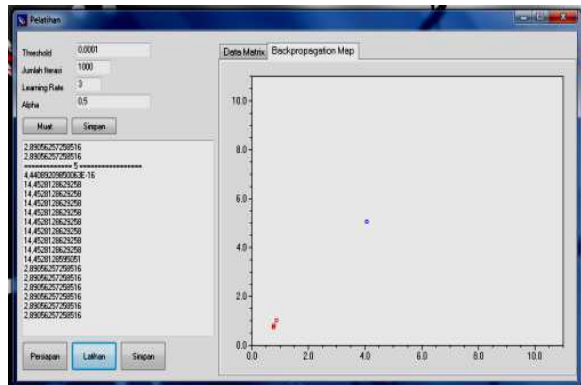 Pelatihan
Threshold 0,0001
Jumlah Iterasi 1000
Learning Rate 3
Alpha 0,5
Muat Simpan
2,89056257258516
2,89056257258516
============= 5 =================
4,44089209850063E-16
14,4528128629258
14,4528128629258
14,4528128629258
14,4528128629258
14,4528128629258
14,4528128629258
14,4528128629258
14,4528128629258
14,4528128595051
2,89056257258516
2,89056257258516
2,89056257258516
2,89056257258516
2,89056257258516
2,89056257258516
Persiapan Latihan Simpan
Data Matrix Backpropagation Map
10.0
8.0
6.0
4.0
2.0
0.0
0.0 2.0 4.0 6.0 8.0 10.0